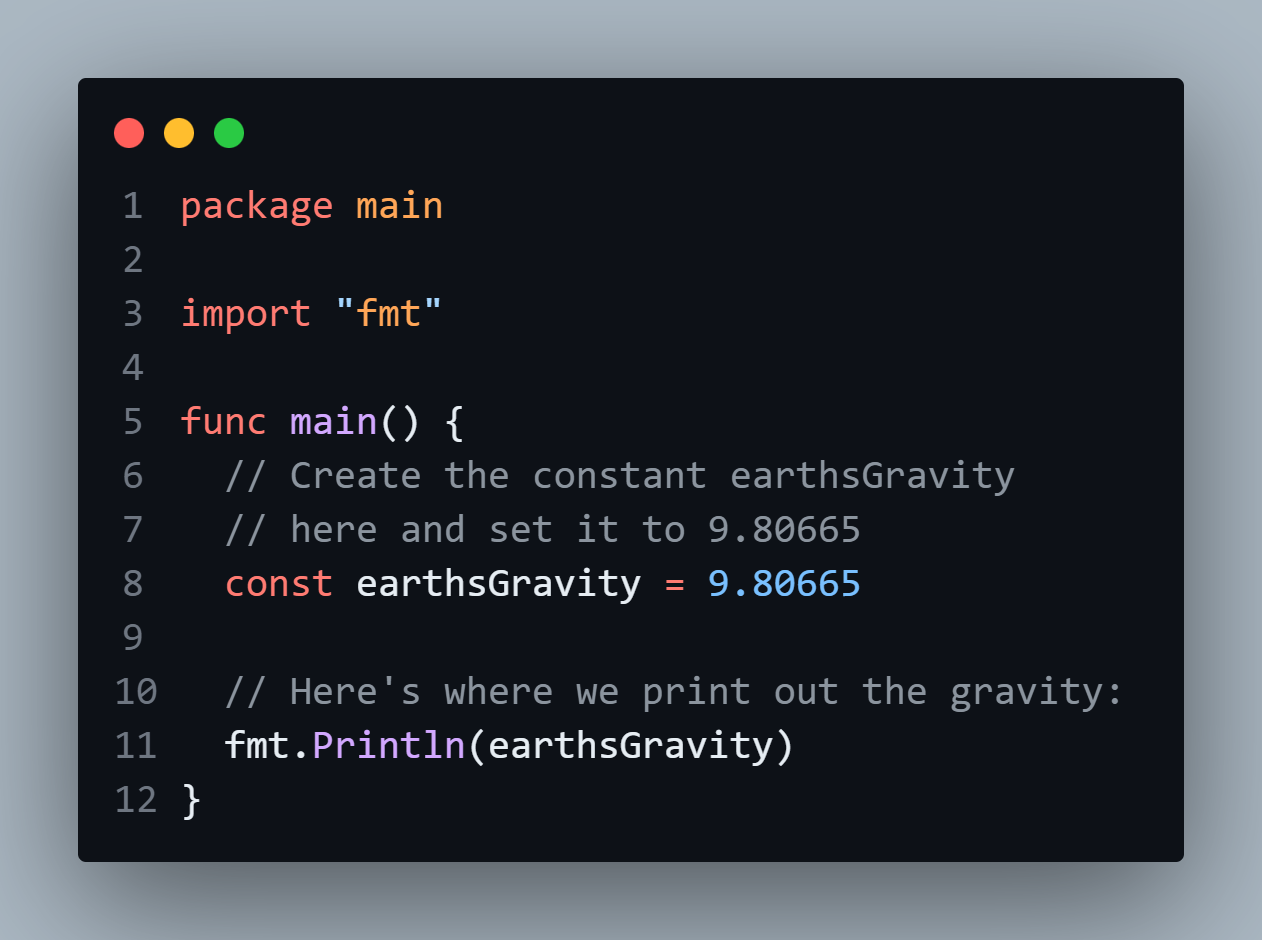 1 package main
2
3 import "fmt"
4
5 func main() {
6   // Create the constant earthsGravity
7   // here and set it to 9.80665
8   const earthsGravity = 9.80665
9
10   // Here's where we print out the gravity:
11   fmt.Println(earthsGravity)
12 }